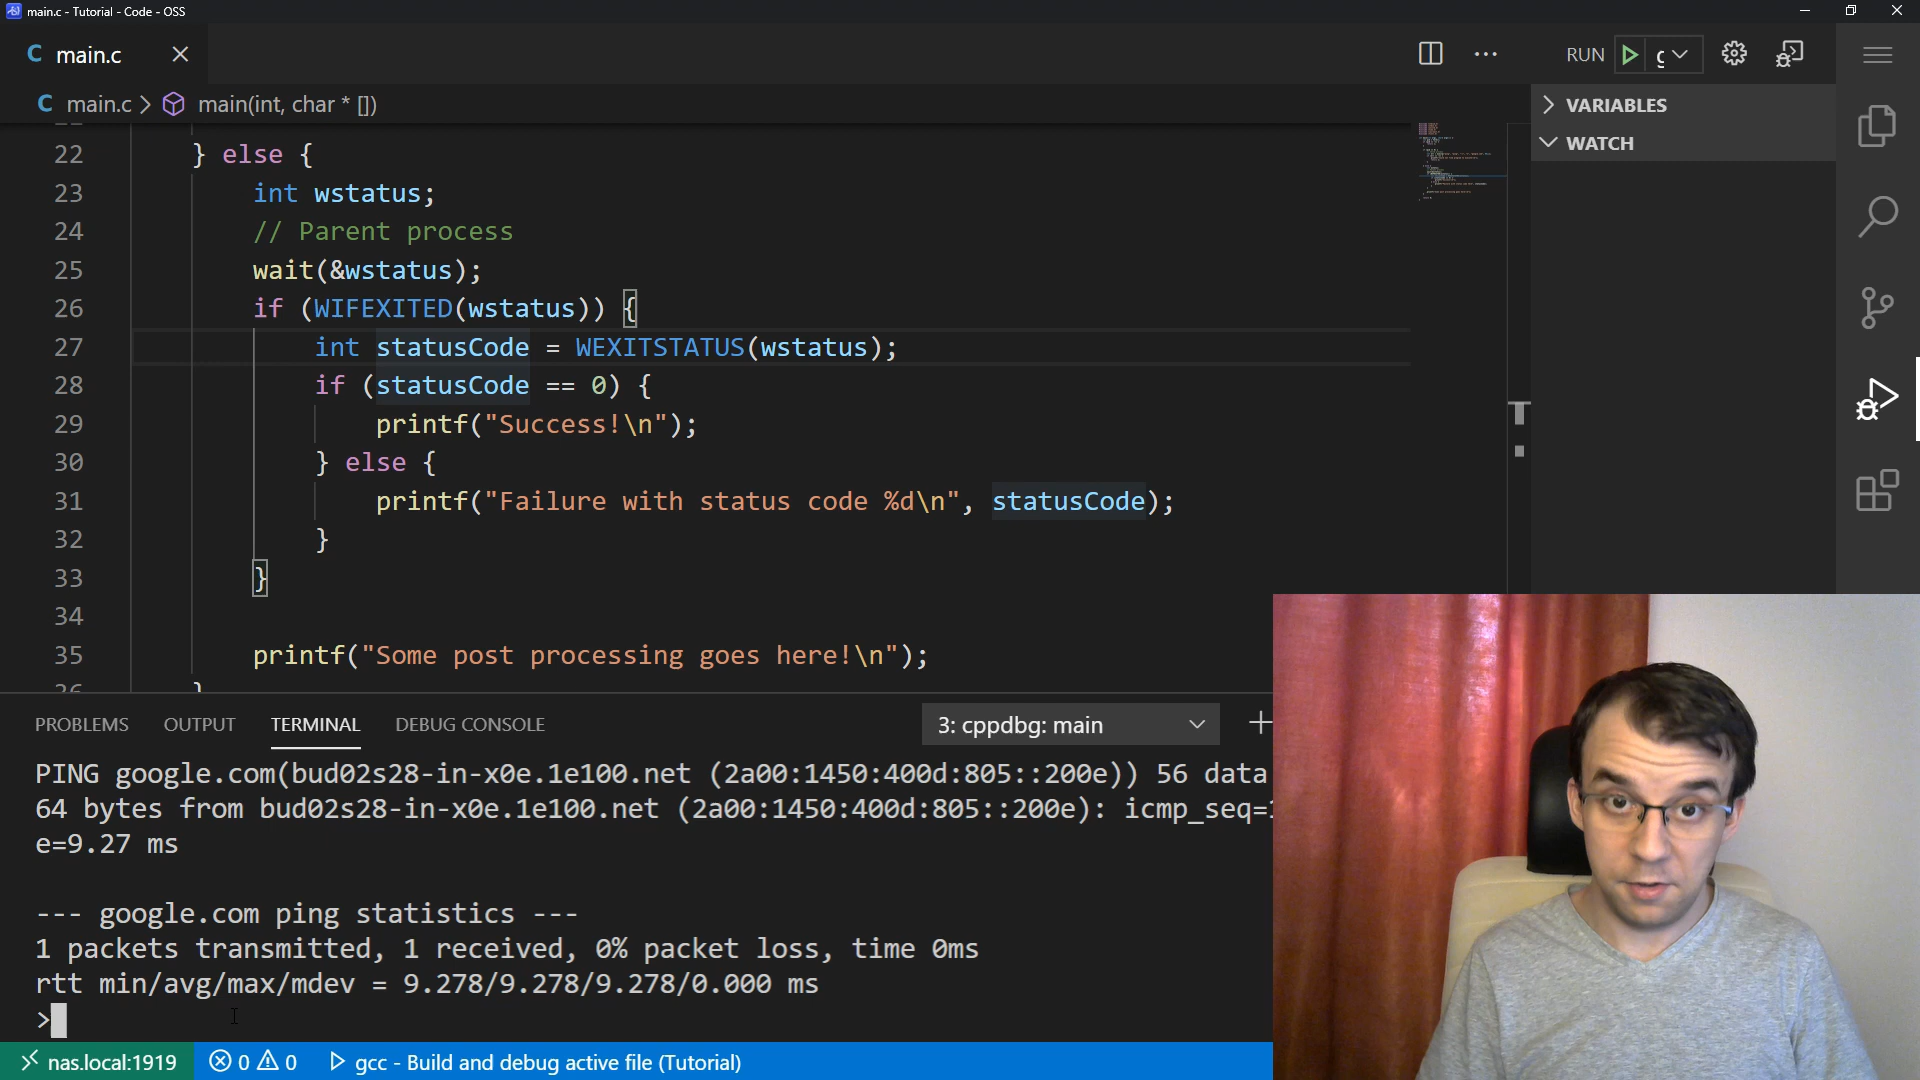 main.c - Tutorial - Code - OSS
C main.c
RUN
C main.c > main(int, char * [])
VARIABLES
WATCH
22 } else {
23 int wstatus;
24 // Parent process
25 wait(&wstatus);
26 if (WIFEXITED(wstatus)) {
27 int statusCode = WEXITSTATUS(wstatus);
28 if (statusCode == 0) {
29 printf("Success!\n");
30 } else {
31 printf("Failure with status code %d\n", statusCode);
32 }
33 }
34
35 printf("Some post processing goes here!\n");
PROBLEMS OUTPUT TERMINAL DEBUG CONSOLE 3: cppdbg: main
PING google.com(bud02s28-in-x0e.1e100.net (2a00:1450:400d:805::200e)) 56 data
64 bytes from bud02s28-in-x0e.1e100.net (2a00:1450:400d:805::200e): icmp_seq=
e=9.27 ms
--- google.com ping statistics ---
1 packets transmitted, 1 received, 0% packet loss, time 0ms
rtt min/avg/max/mdev = 9.278/9.278/9.278/0.000 ms
>
nas.local:1919 0 0 gcc - Build and debug active file (Tutorial)